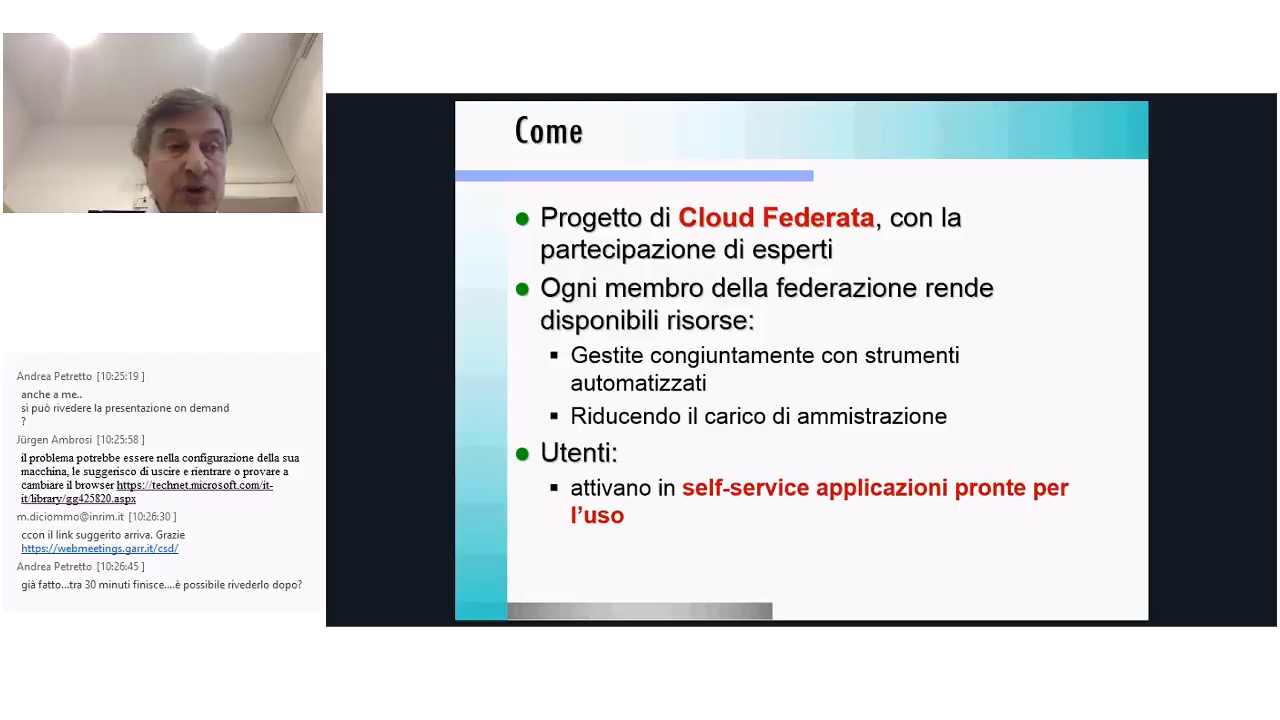 Come
Progetto di Cloud Federata, con la
partecipazione di esperti
Ogni membro della federazione rende
disponibili risorse:
Gestite congiuntamente con strumenti
automatizzati
Riducendo il carico di ammistrazione
Utenti:
attivano in self-service applicazioni pronte per
l'uso
Andrea Petretto [10:25:19 ]
anche a me..
si può rivedere la presentazione on demand
?
Jürgen Ambrosi [10:25:58 ]
il problema potrebbe essere nella configurazione della sua
macchina, le suggerisco di uscire e rientrare o provare a
cambiare il browser https://technet.microsoft.com/it-
it/library/gg425820.aspx
m.diciommo@inrim.it [10:26:30 ]
ccon il link suggerito arriva. Grazie
https://webmeetings.garr.it/csd/
Andrea Petretto [10:26:45 ]
già fatto...tra 30 minuti finisce....è possibile rivederlo dopo?